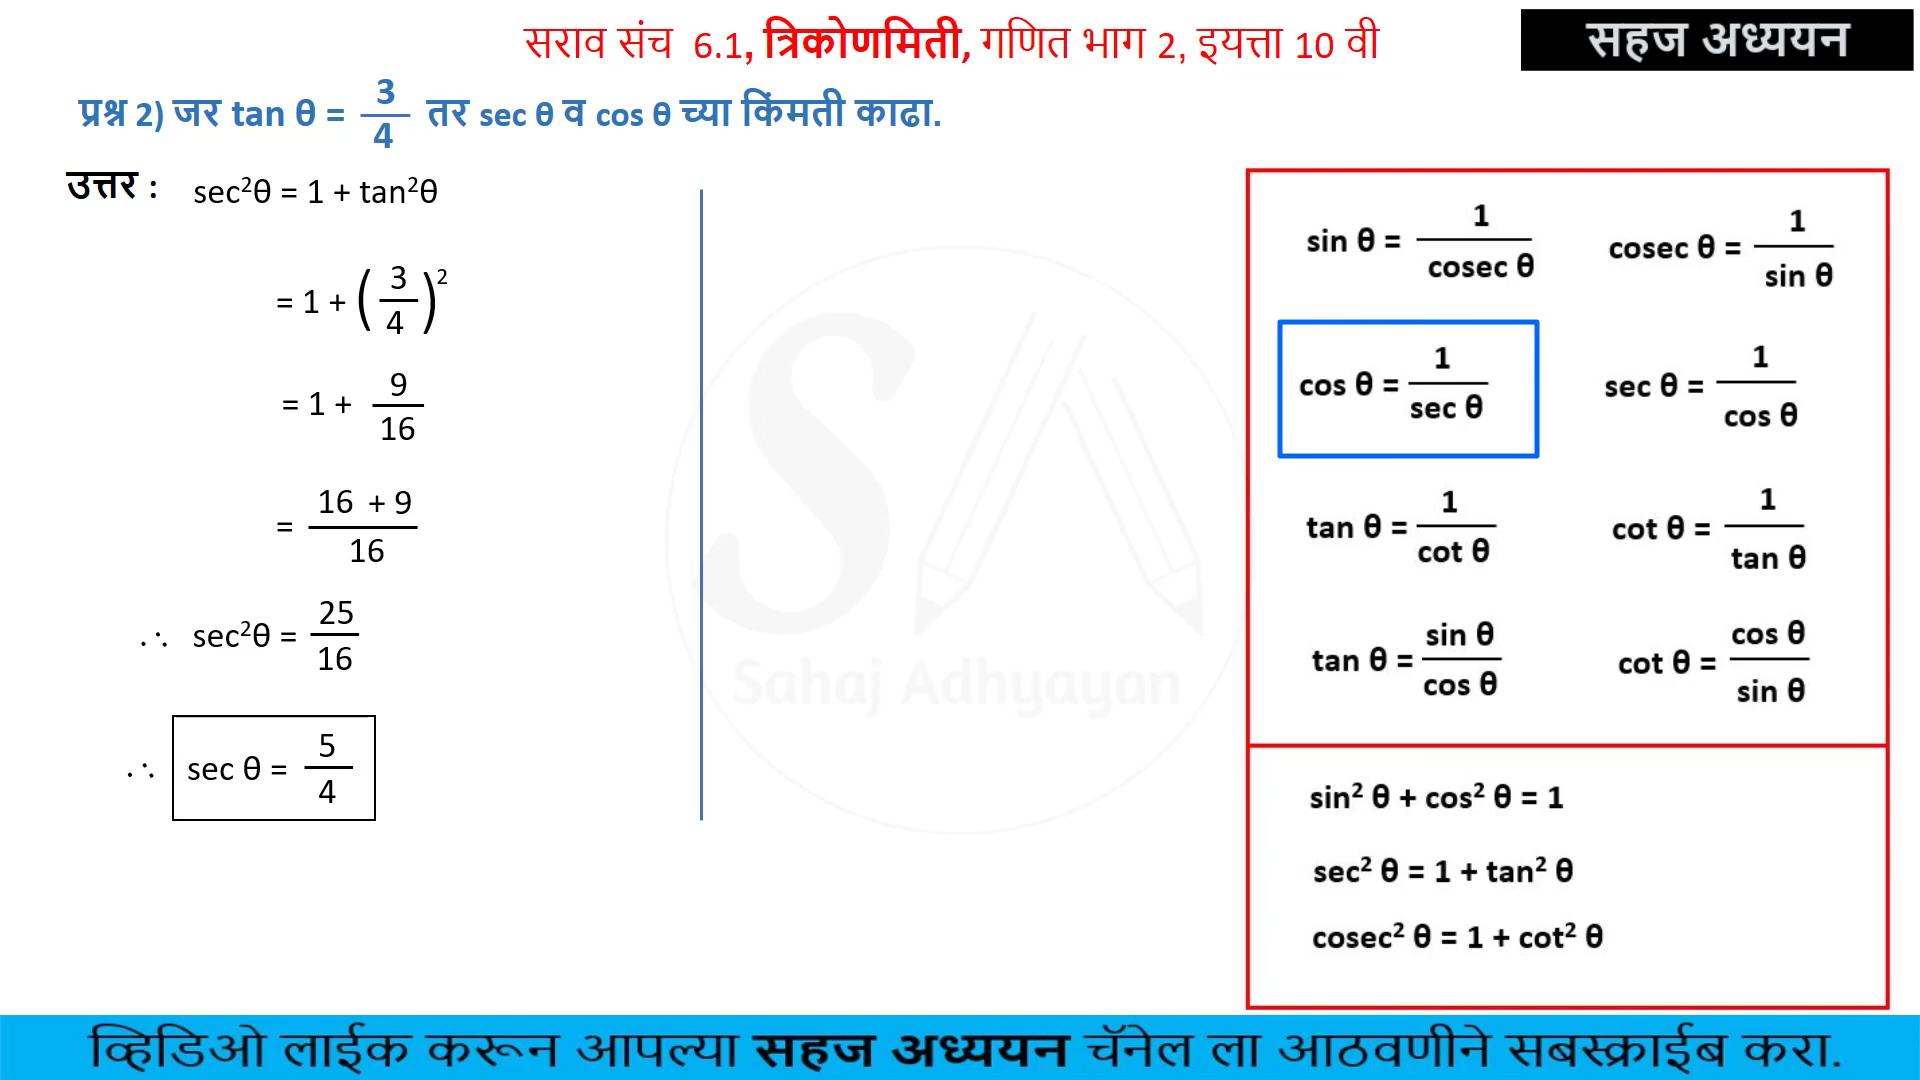 सराव संच 6.1, त्रिकोणमिती, गणित भाग 2, इयत्ता 10 वी
सहज अध्ययन
प्रश्न 2) जर tan θ = 3/4 तर sec θ व cos θ च्या किंमती काढा.
उत्तर : sec²θ = 1 + tan²θ
= 1 + (3/4)²
= 1 + 9/16
= 16 + 9/16
∴ sec²θ = 25/16
∴ sec θ = 5/4
sin θ = 1/cosec θ
cosec θ = 1/sin θ
cos θ = 1/sec θ
sec θ = 1/cos θ
tan θ = 1/cot θ
cot θ = 1/tan θ
tan θ = sin θ/cos θ
cot θ = cos θ/sin θ
sin² θ + cos² θ = 1
sec² θ = 1 + tan² θ
cosec² θ = 1 + cot² θ
Sahaj Adhyayan
व्हिडिओ लाईक करून आपल्या सहज अध्ययन चॅनेल ला आठवणीने सबस्क्राईब करा.